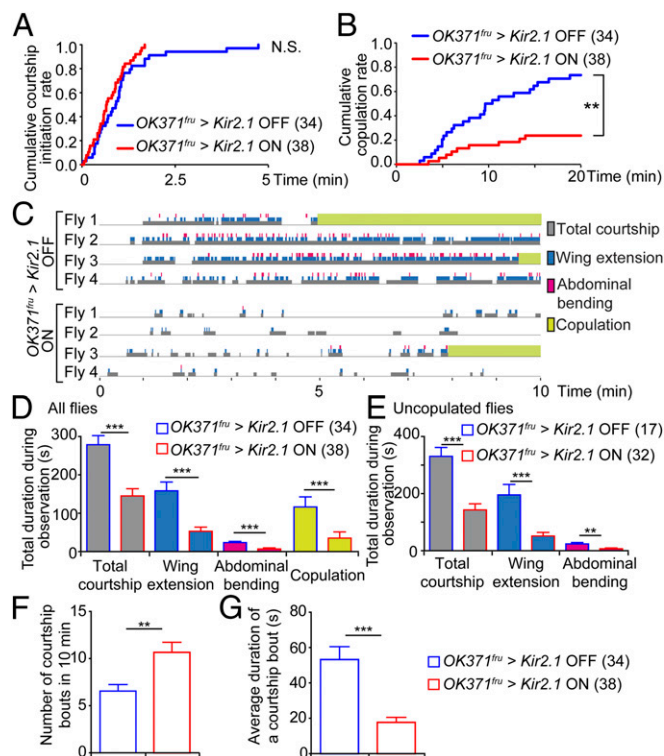 A
Cumulative courtship
initiation rate
1.0
0.8
0.6
0.4
0.2
0.0
N.S.
OK371fru > Kir2.1 OFF (34)
OK371fru > Kir2.1 ON (38)
0
2.5
5
Time (min)
B
Cumulative
copulation rate
1.0
0.8
0.6
0.4
0.2
0.0
OK371fru > Kir2.1 OFF (34)
OK371fru > Kir2.1 ON (38)
**
0
10
20
Time (min)
C
OK371fru > Kir2.1
OFF
ON
Fly 1
Fly 2
Fly 3
Fly 4
Fly 1
Fly 2
Fly 3
Fly 4
0
5
10
Time (min)
Total courtship
Wing extension
Abdominal
bending
Copulation
D
All flies
Total duration during
observation (s)
300
200
100
0
OK371fru > Kir2.1 OFF (34)
OK371fru > Kir2.1 ON (38)
***
***
***
***
Total
courtship
Wing
extension
Abdominal
bending
Copulation
E
Uncopulated flies
Total duration during
observation (s)
400
200
0
OK371fru > Kir2.1 OFF (17)
OK371fru > Kir2.1 ON (32)
***
***
**
Total
courtship
Wing
extension
Abdominal
bending
F
Number of courtship
bouts in 10 min
15
10
5
0
**
G
Average duration of
a courtship bout (s)
80
60
40
20
0
***
OK371fru > Kir2.1 OFF (34)
OK371fru > Kir2.1 ON (38)